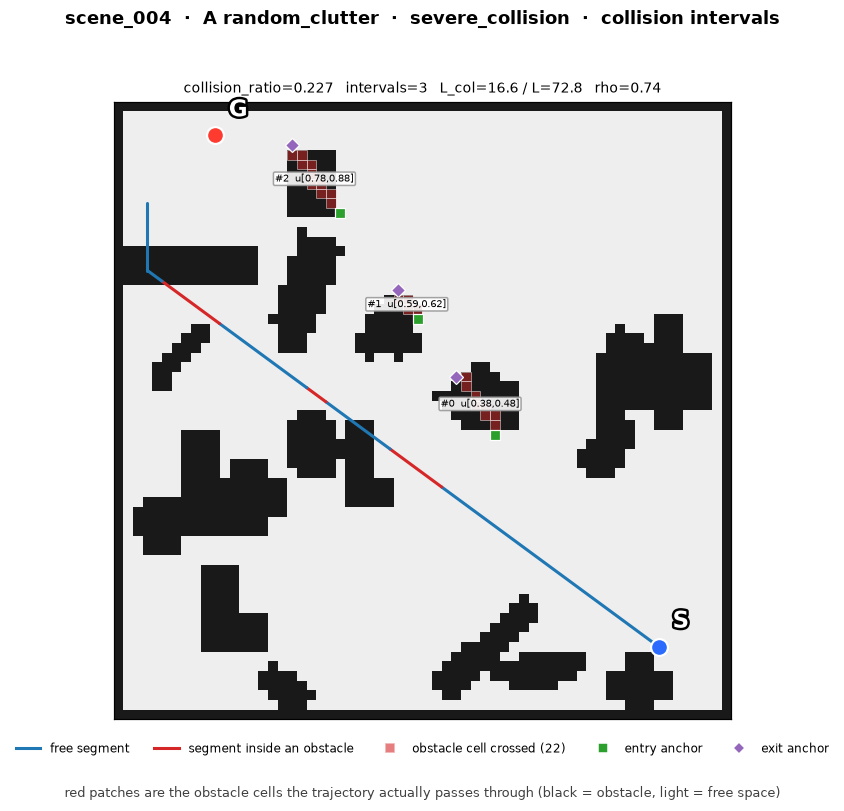 scene_004 · A random_clutter · severe_collision · collision intervals
collision_ratio=0.227 intervals=3 L_col=16.6 / L=72.8 rho=0.74
G
#2 u[0.78,0.88]
#1 u[0.59,0.62]
#0 u[0.38,0.48]
S
free segment
segment inside an obstacle
obstacle cell crossed (22)
entry anchor
exit anchor
red patches are the obstacle cells the trajectory actually passes through (black = obstacle, light = free space)